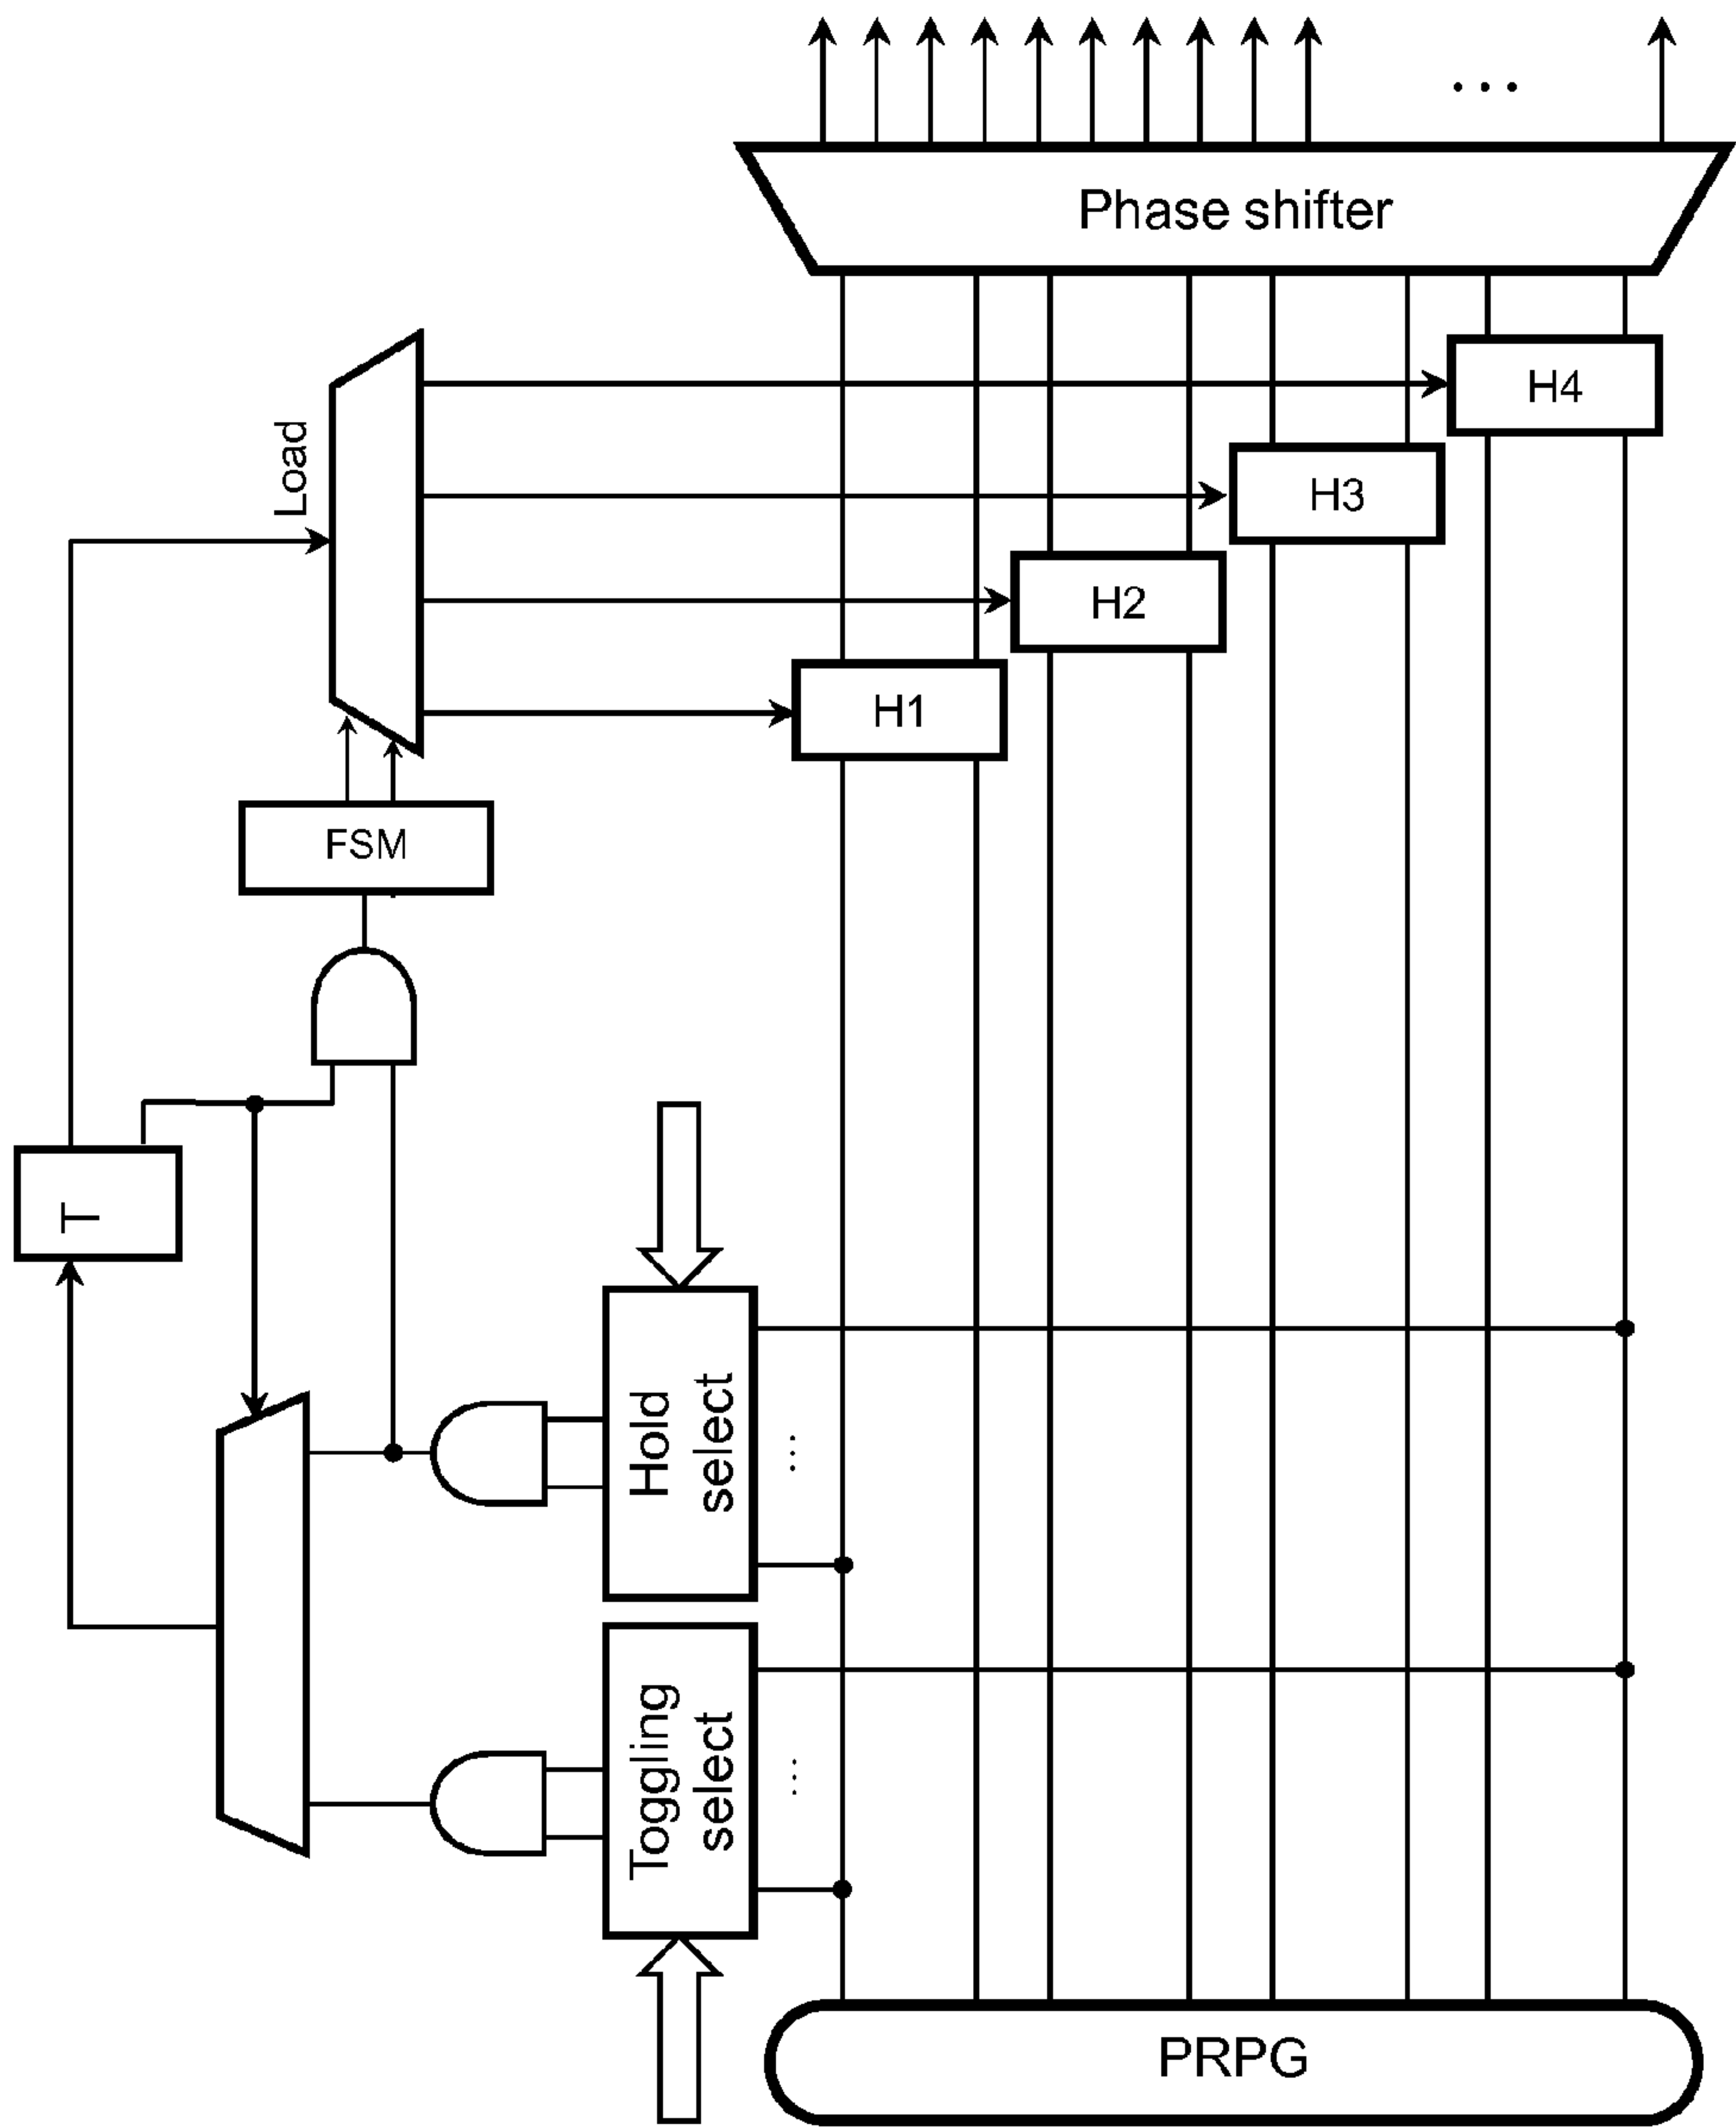 ...
Phase shifter
Load
H4
H3
H2
H1
FSM
T
Hold
select
...
Toggling
select
...
PRPG